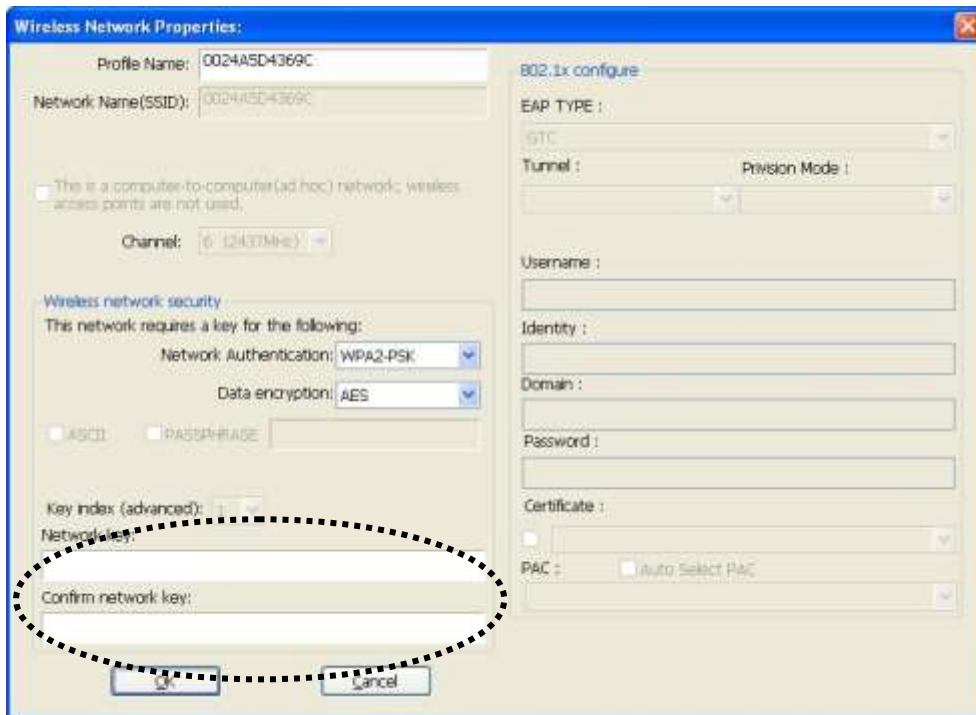 Wireless Network Properties:
Profile Name: 0024A5D4369C
Network Name(SSID): 0024A5D4369C
This is a computer-to-computer(ad hoc) network; wireless
access points are not used.
Channel: 6 (2437MHz)
Wireless network security
This network requires a key for the following:
Network Authentication: WPA2-PSK
Data encryption: AES
ASCII PASSPHRASE
Key index (advanced): 1
Network key:
Confirm network key:
OK Cancel
802.1x configure
EAP TYPE :
GTC
Tunnel : Privision Mode :
Username :
Identity :
Domain :
Password :
Certificate :
PAC : Auto Select PAC